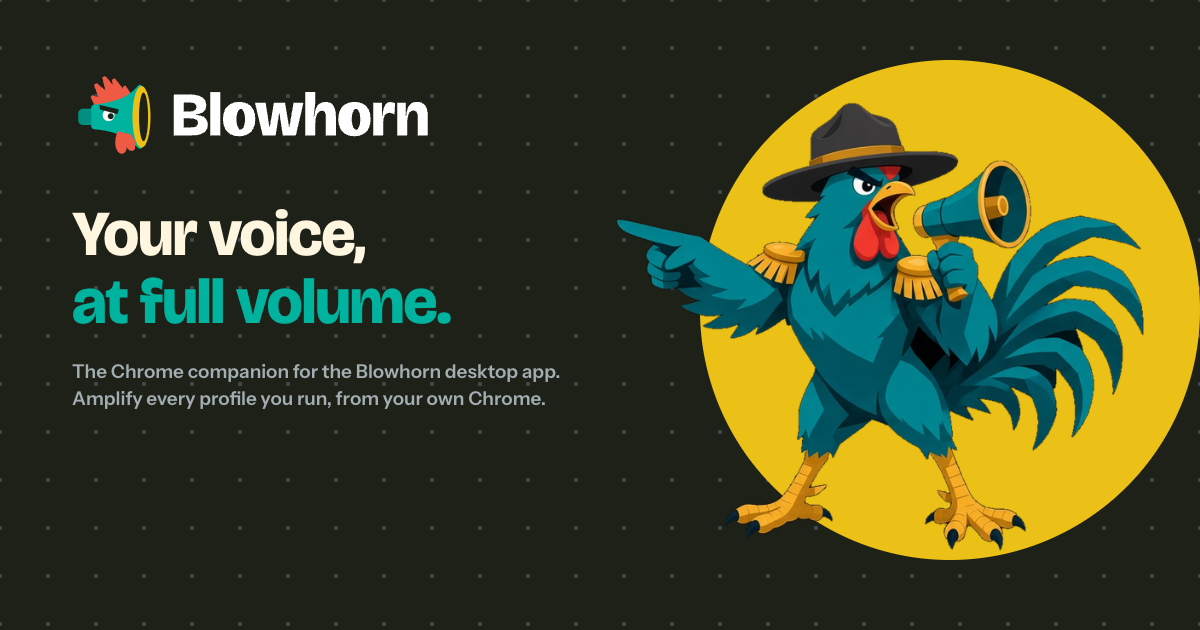 Blowhorn
Your voice,
at full volume.
The Chrome companion for the Blowhorn desktop app.
Amplify every profile you run, from your own Chrome.